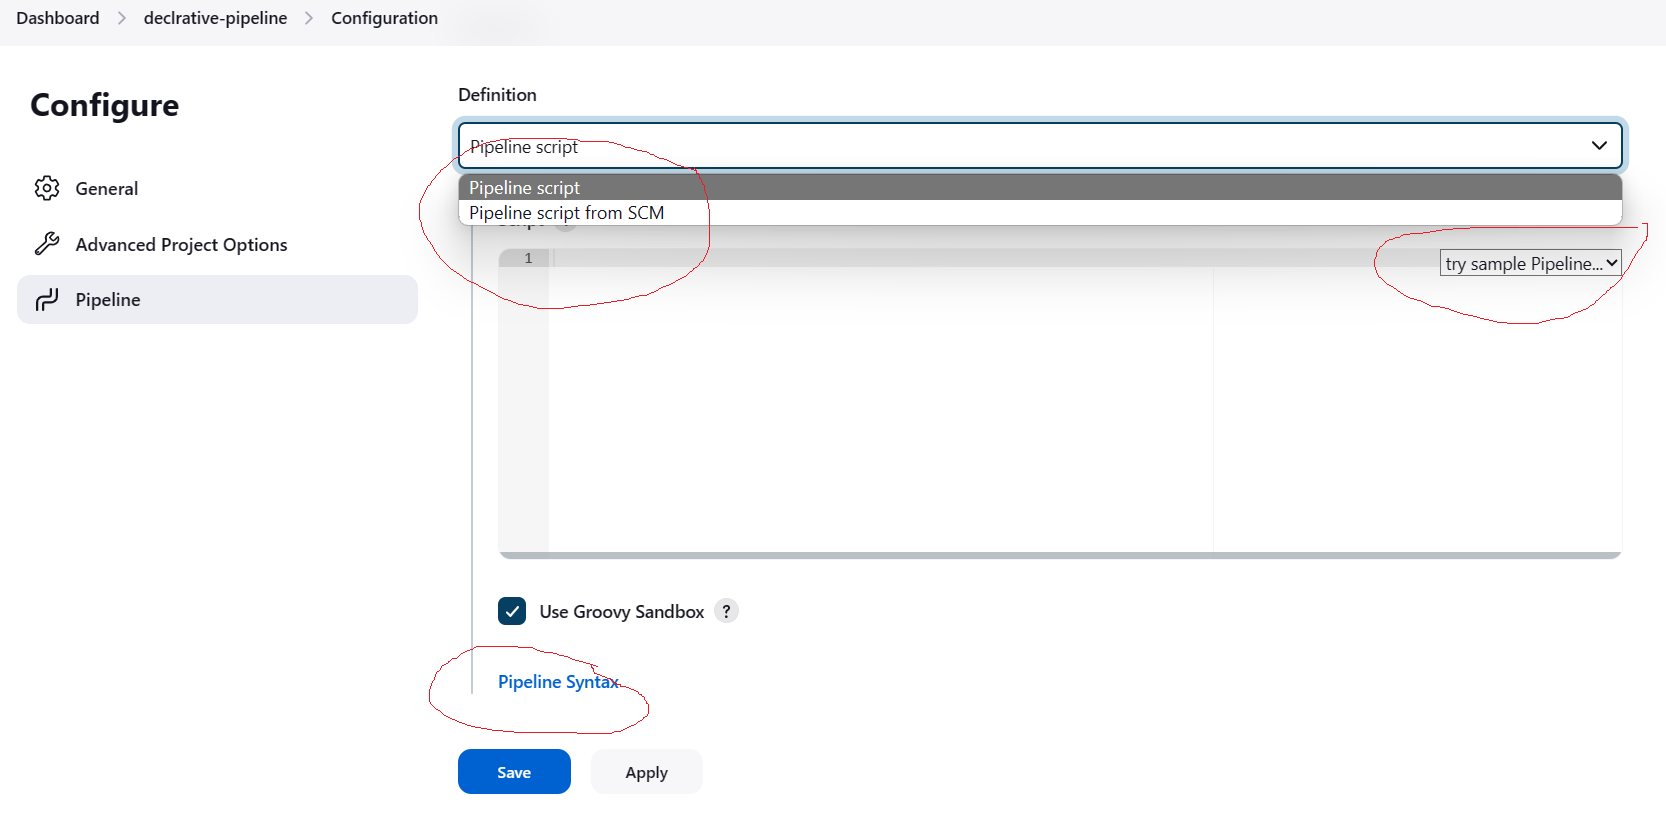 Dashboard > declrative-pipeline > Configuration
Configure
General
Advanced Project Options
Pipeline
Definition
Pipeline script
Pipeline script
Pipeline script from SCM
1
try sample Pipeline...
Use Groovy Sandbox ?
Pipeline Syntax
Save
Apply